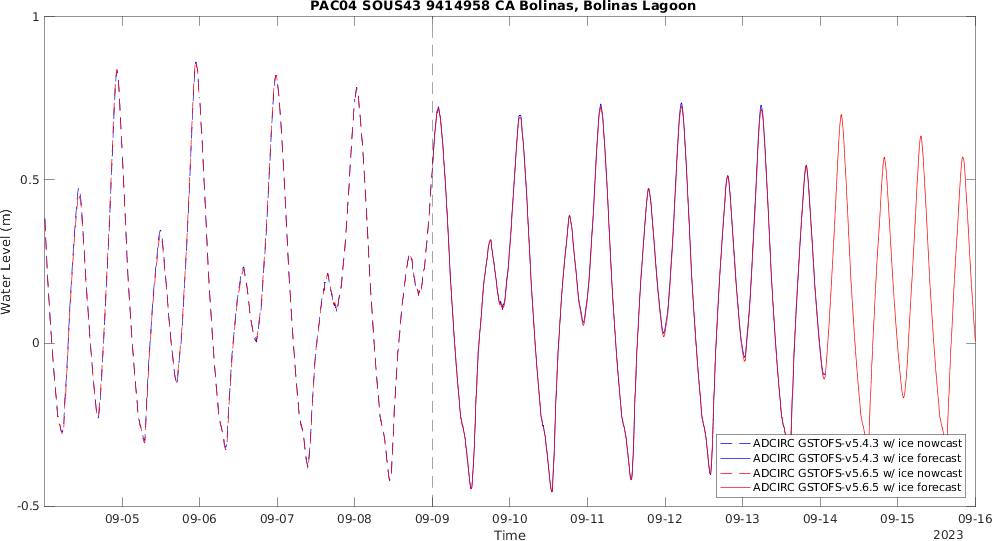 PAC04 SOUS43 9414958 CA Bolinas, Bolinas Lagoon
1
0.5
0
-0.5
Water Level (m)
ADCIRC GSTOFS-v5.4.3 w/ ice nowcast
ADCIRC GSTOFS-v5.4.3 w/ ice forecast
ADCIRC GSTOFS-v5.6.5 w/ ice nowcast
ADCIRC GSTOFS-v5.6.5 w/ ice forecast
09-05 09-06 09-07 09-08 09-09 09-10 09-11 09-12 09-13 09-14 09-15 09-16
Time
2023